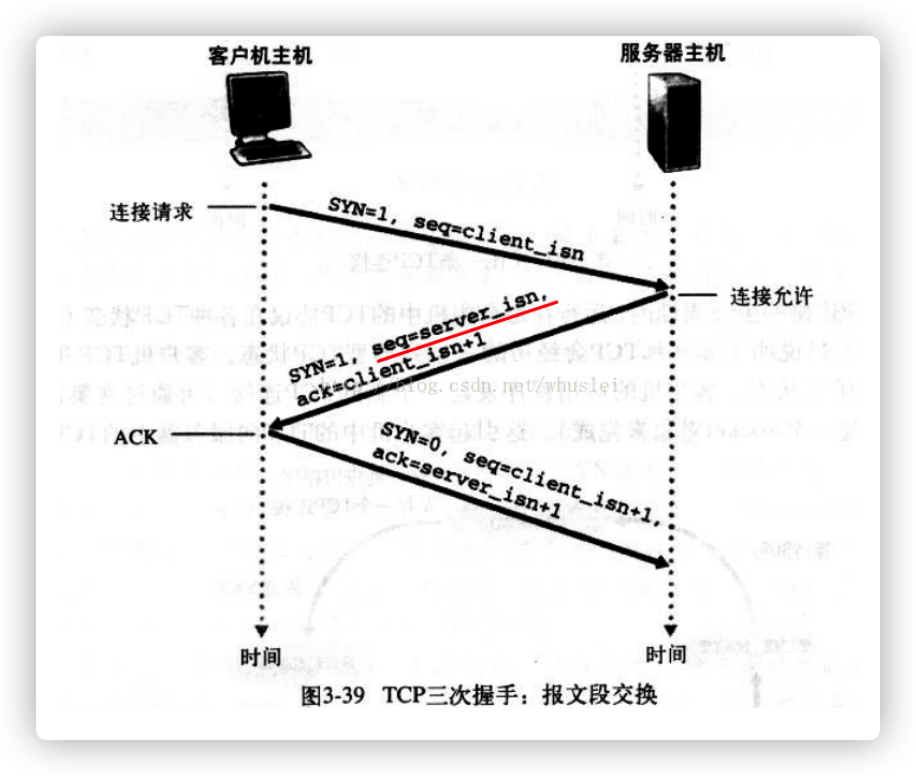 客户机主机
服务器主机
连接请求
SYN=1, seq=client_isn
连接允许
SYN=1, seq=server_isn,
ack=client_isn+1
blog.csdn.net/whuslei
ACK
SYN=0, seq=client_isn+1,
ack=server_isn+1
时间
时间
图3-39 TCP三次握手：报文段交换